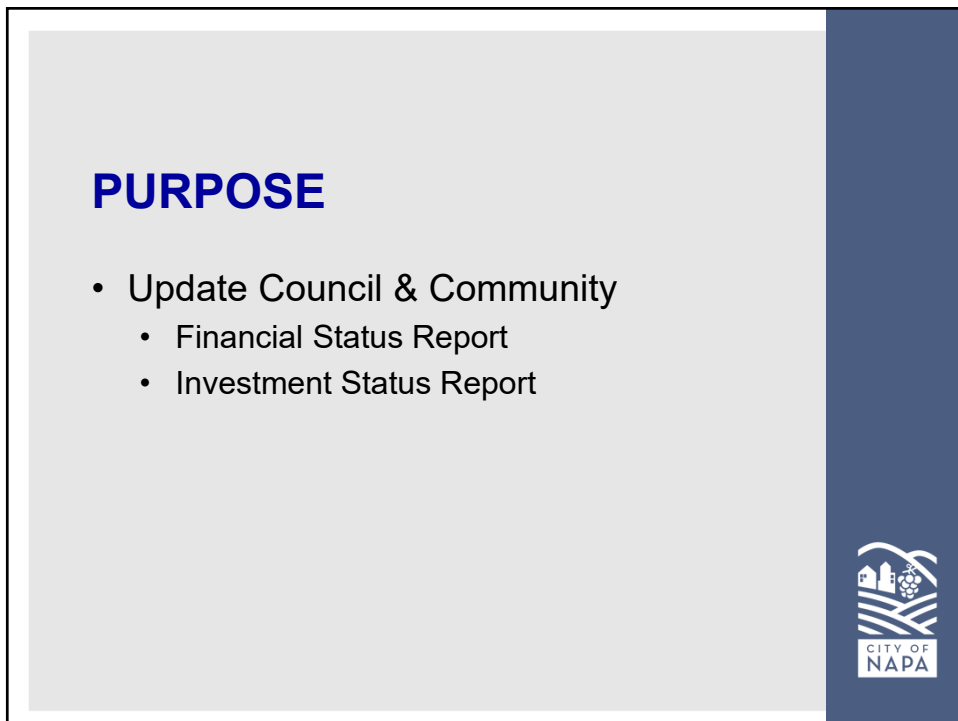 PURPOSE
• Update Council & Community
• Financial Status Report
• Investment Status Report
CITY OF
NAPA